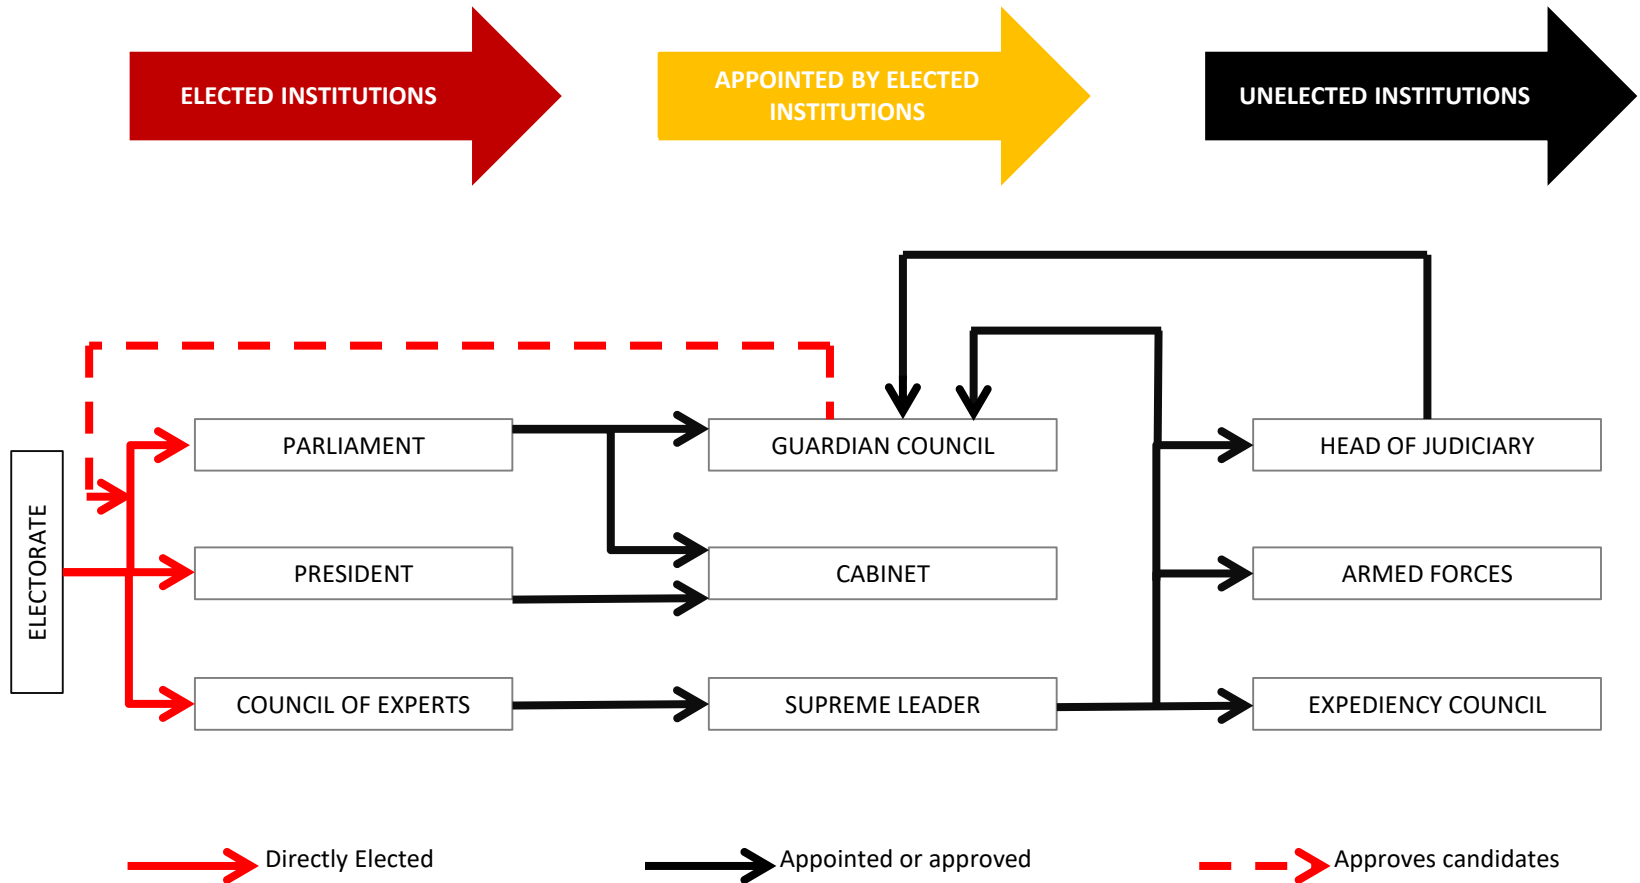 ELECTED INSTITUTIONS
APPOINTED BY ELECTED
INSTITUTIONS
UNELECTED INSTITUTIONS
ELECTORATE
PARLIAMENT
GUARDIAN COUNCIL
HEAD OF JUDICIARY
PRESIDENT
CABINET
ARMED FORCES
COUNCIL OF EXPERTS
SUPREME LEADER
EXPEDIENCY COUNCIL
Directly Elected
Appointed or approved
Approves candidates